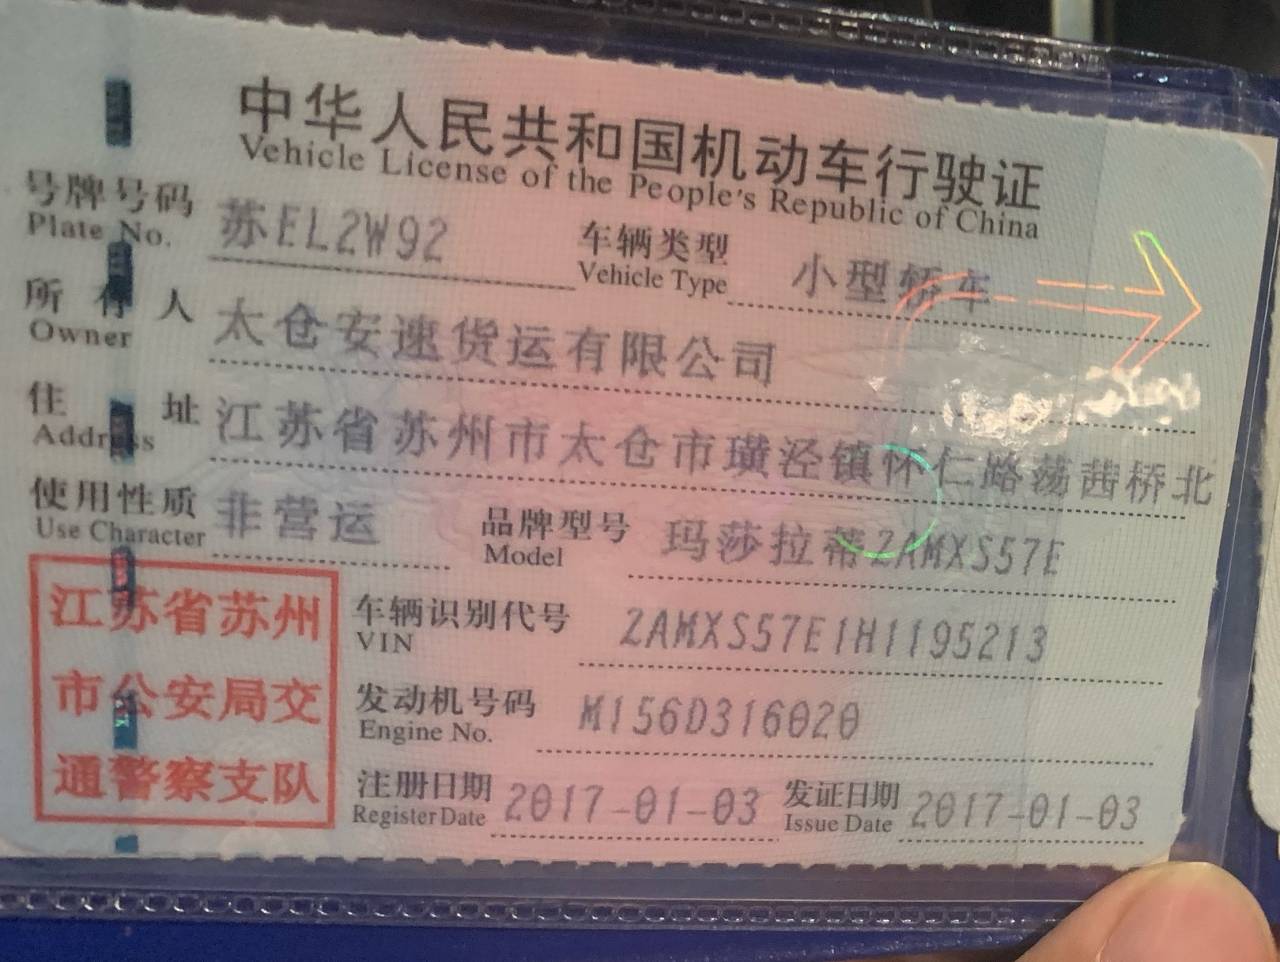 中华人民共和国机动车行驶证
Vehicle License of the People's Republic of China
号牌号码 苏EL2W92 车辆类型 小型轿车
Plate No. Vehicle Type
所有人 太仓安速货运有限公司
Owner
住址 江苏省苏州市太仓市璜泾镇怀仁路荡茜桥北
Address
使用性质 非营运 品牌型号 玛莎拉蒂ZAMXS57E
Use Character Model
江苏省苏州
市公安局交
通警察支队
车辆识别代号 ZAMXS57E1H1195213
VIN
发动机号码 M156D316020
Engine No.
注册日期 2017-01-03 发证日期 2017-01-03
Register Date Issue Date